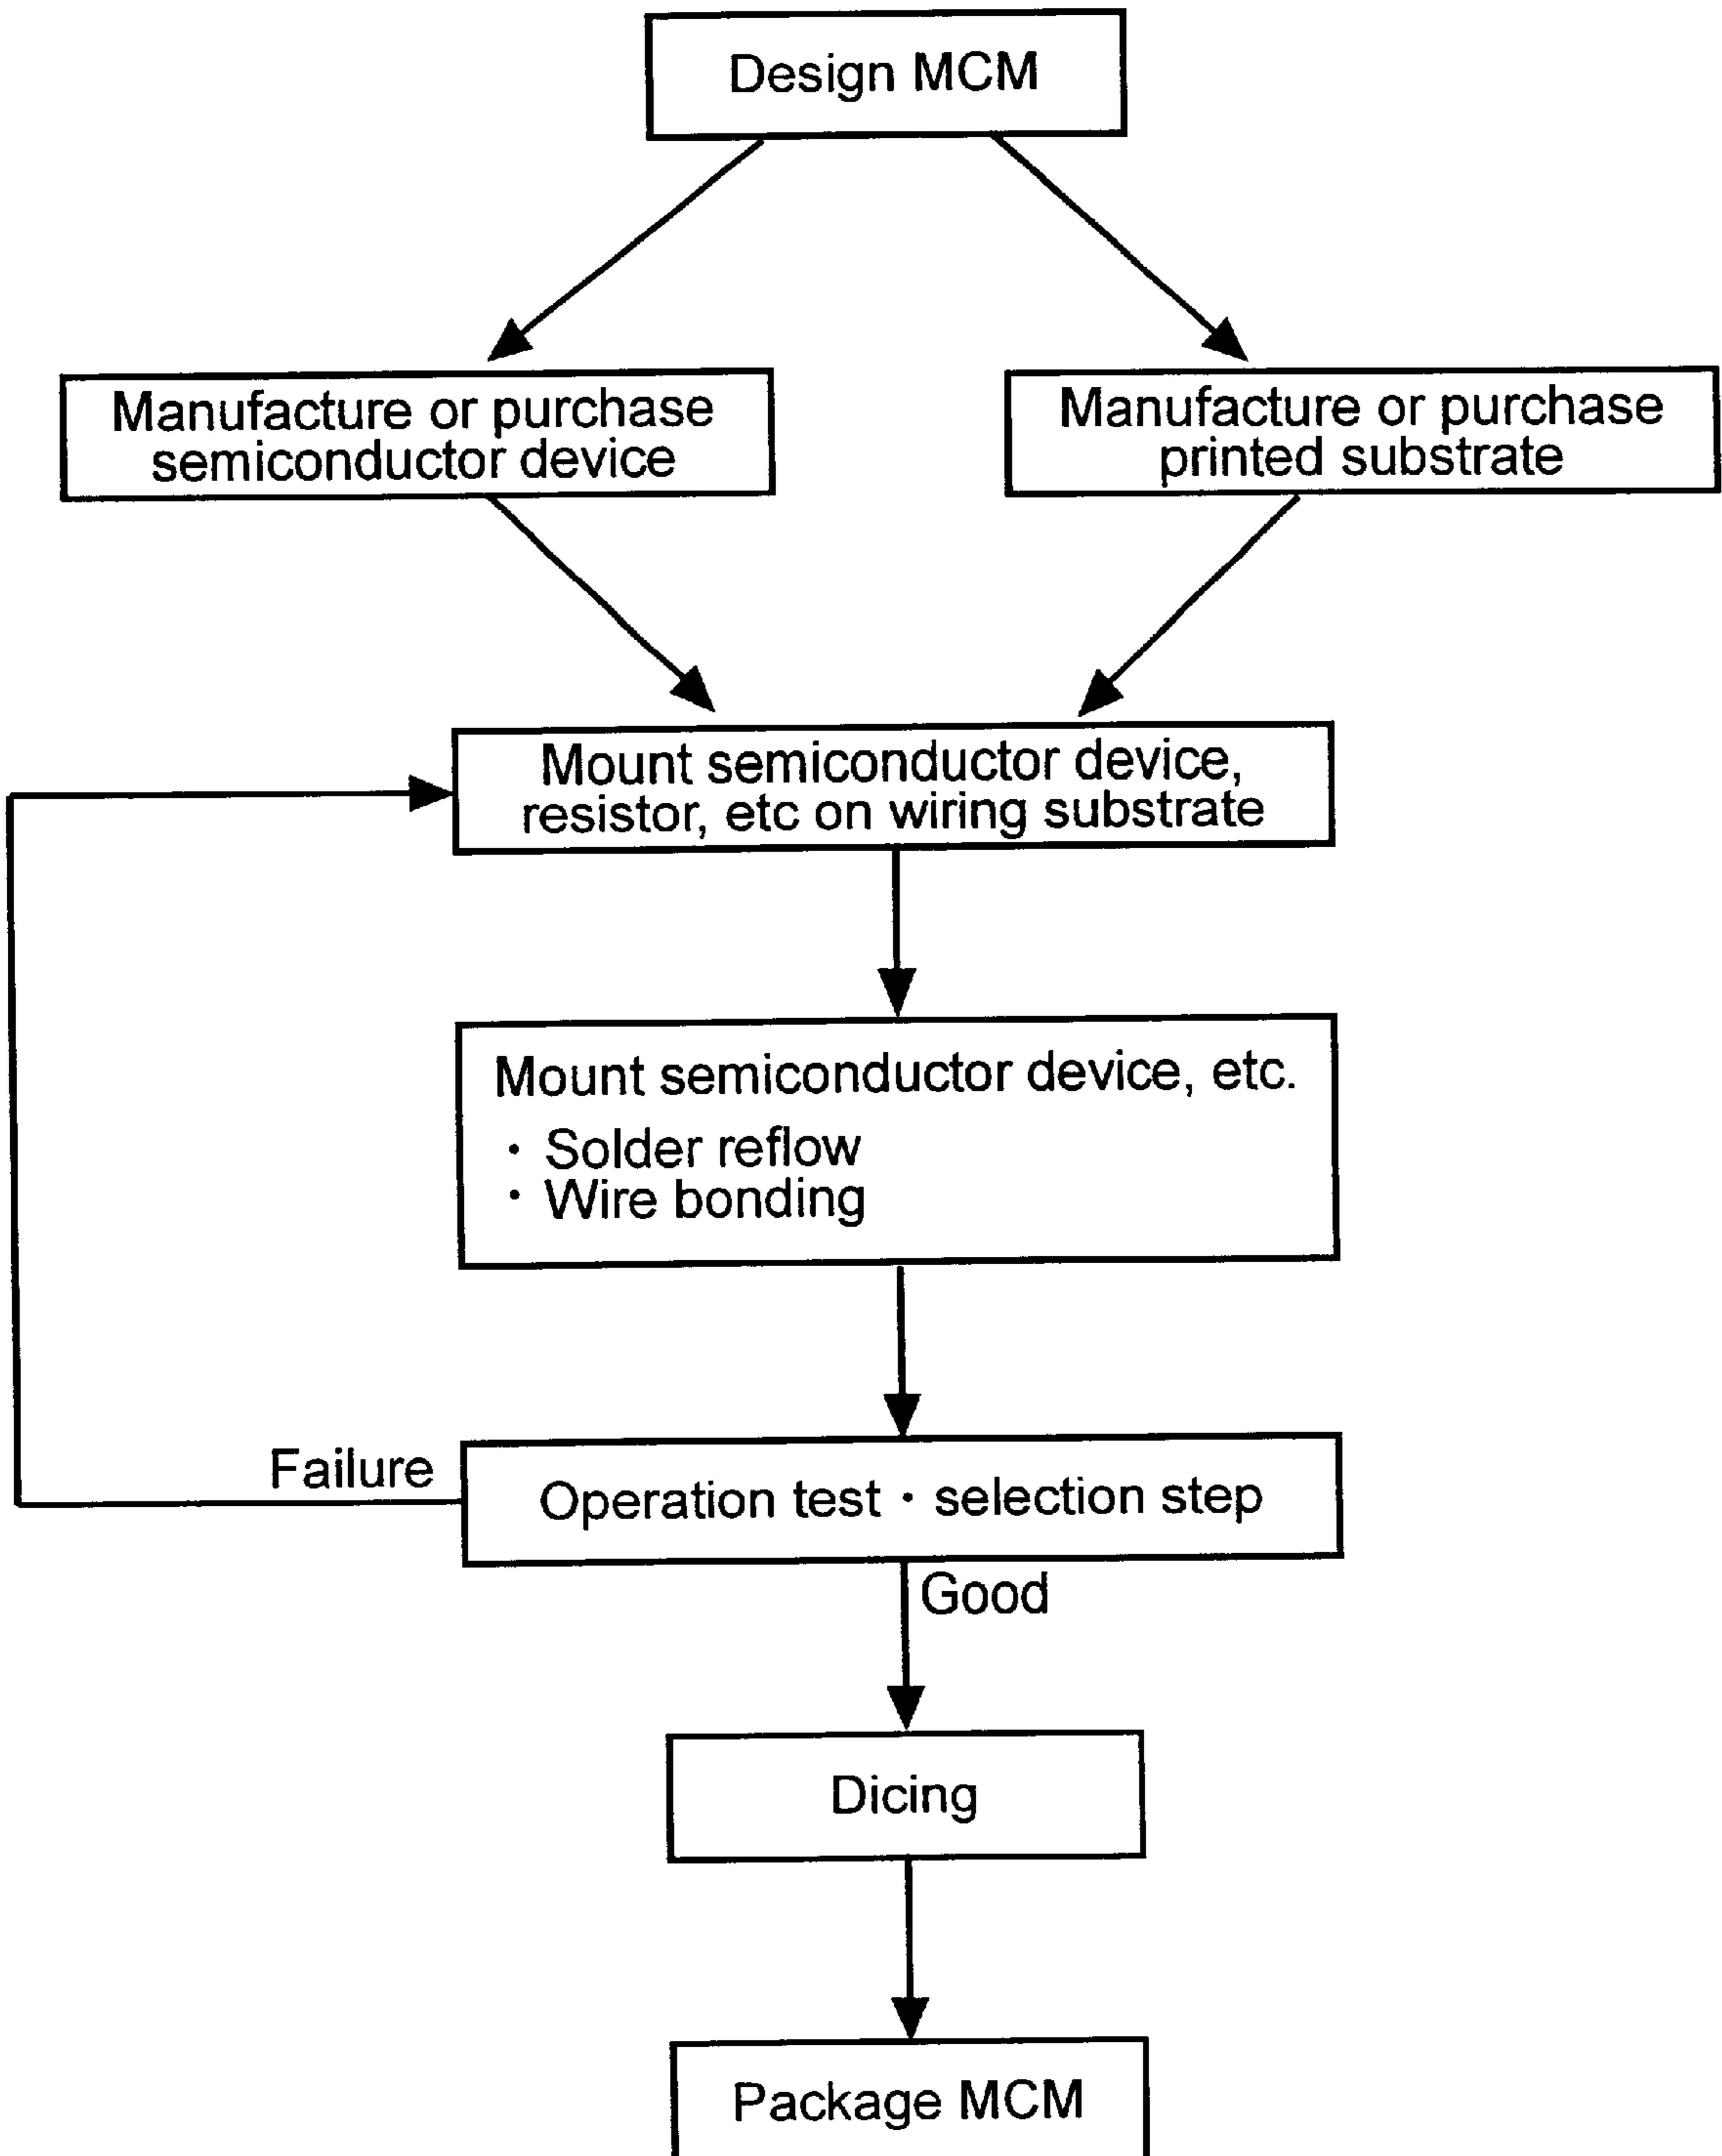 Design MCM
Manufacture or purchase
semiconductor device
Manufacture or purchase
printed substrate
Mount semiconductor device,
resistor, etc on wiring substrate
Mount semiconductor device, etc.
・ Solder reflow
・ Wire bonding
Failure
Operation test・selection step
Good
Dicing
Package MCM